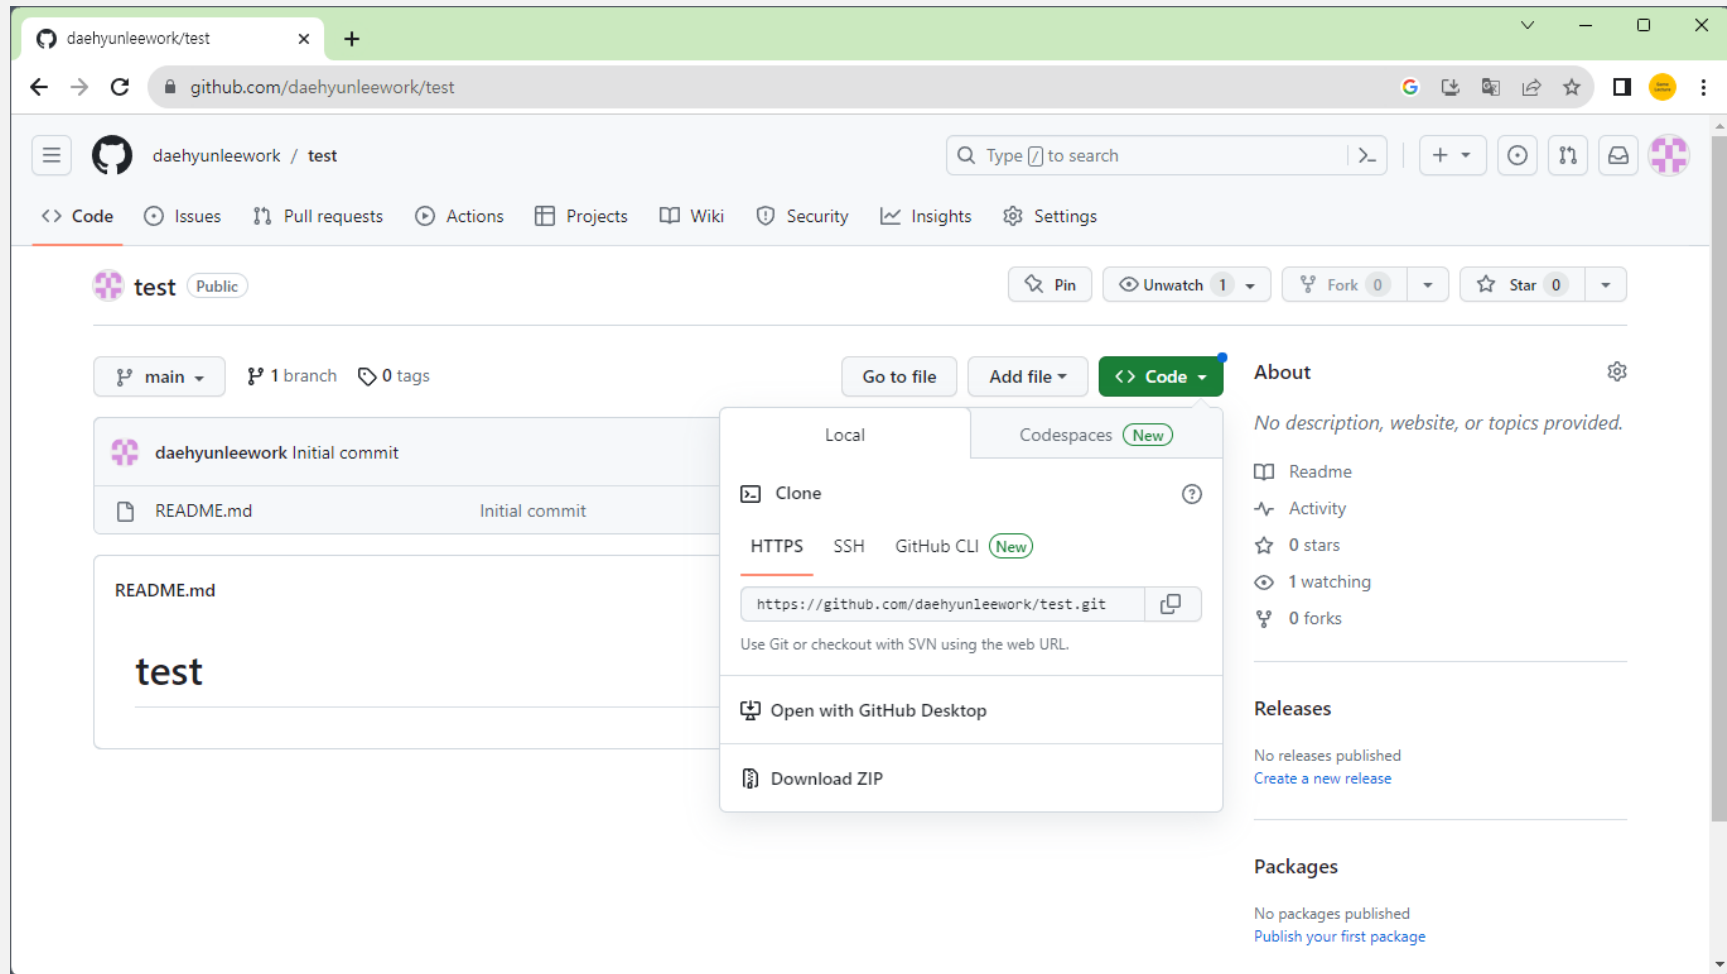 daehyunleework/test
github.com/daehyunleework/test
daehyunleework / test
Type / to search
Code Issues Pull requests Actions Projects Wiki Security Insights Settings
test Public
Pin Unwatch 1 Fork 0 Star 0
main 1 branch 0 tags
Go to file Add file Code
daehyunleework Initial commit
README.md Initial commit
README.md
test
Local Codespaces New
Clone
HTTPS SSH GitHub CLI New
https://github.com/daehyunleework/test.git
Use Git or checkout with SVN using the web URL.
Open with GitHub Desktop
Download ZIP
About
No description, website, or topics provided.
Readme
Activity
0 stars
1 watching
0 forks
Releases
No releases published
Create a new release
Packages
No packages published
Publish your first package